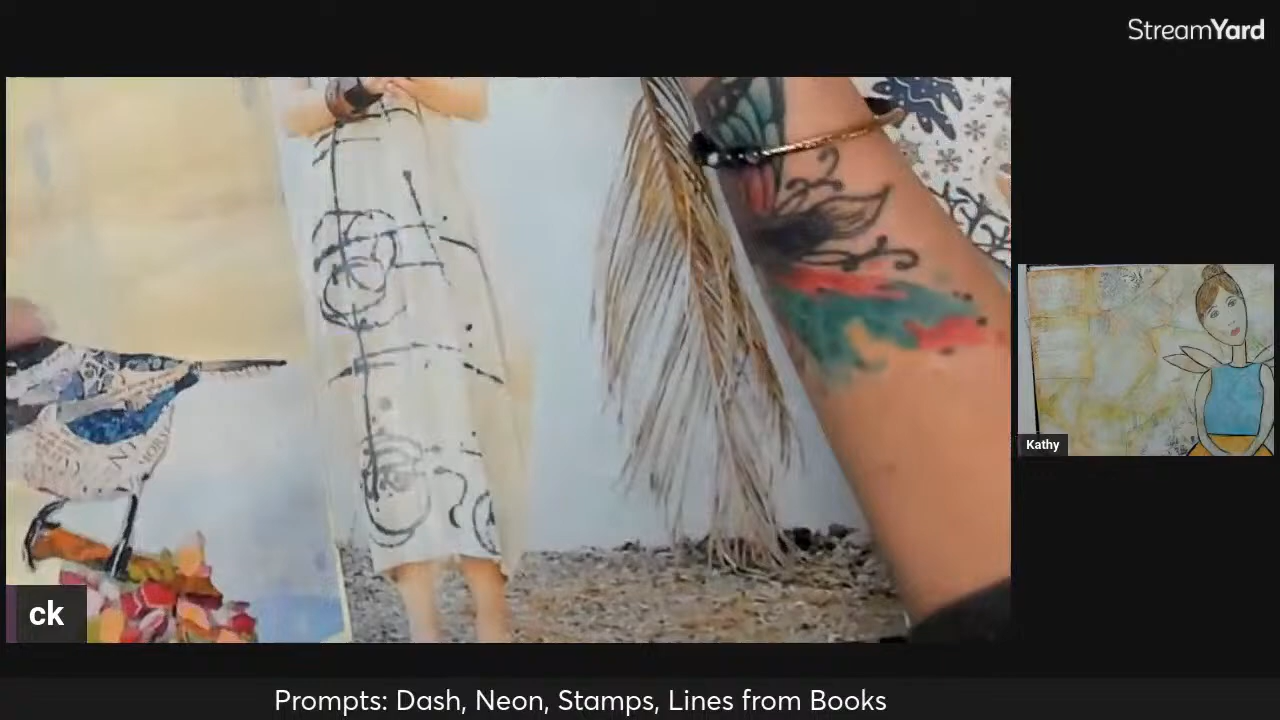 StreamYard
Kathy
ck
Prompts: Dash, Neon, Stamps, Lines from Books